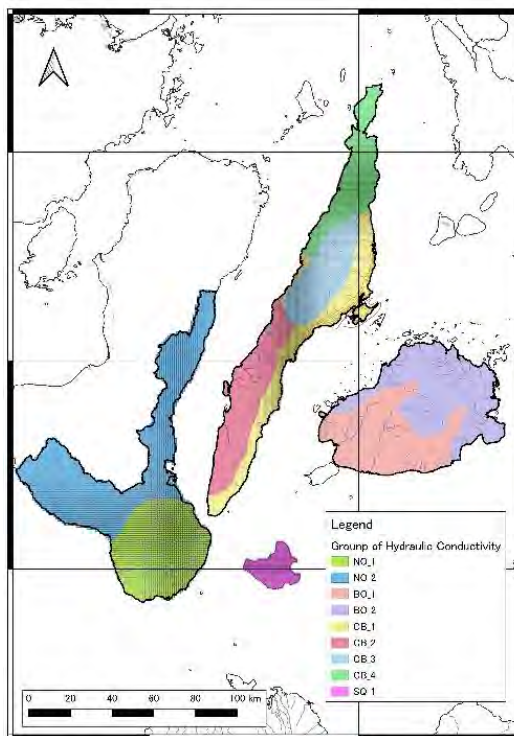 Legend
Grounp of Hydraulic Conductivity
NO_1
NO_2
BO_1
BO_2
CB_1
CB_2
CB_3
CB_4
SQ_1
0 20 40 60 80 100 km